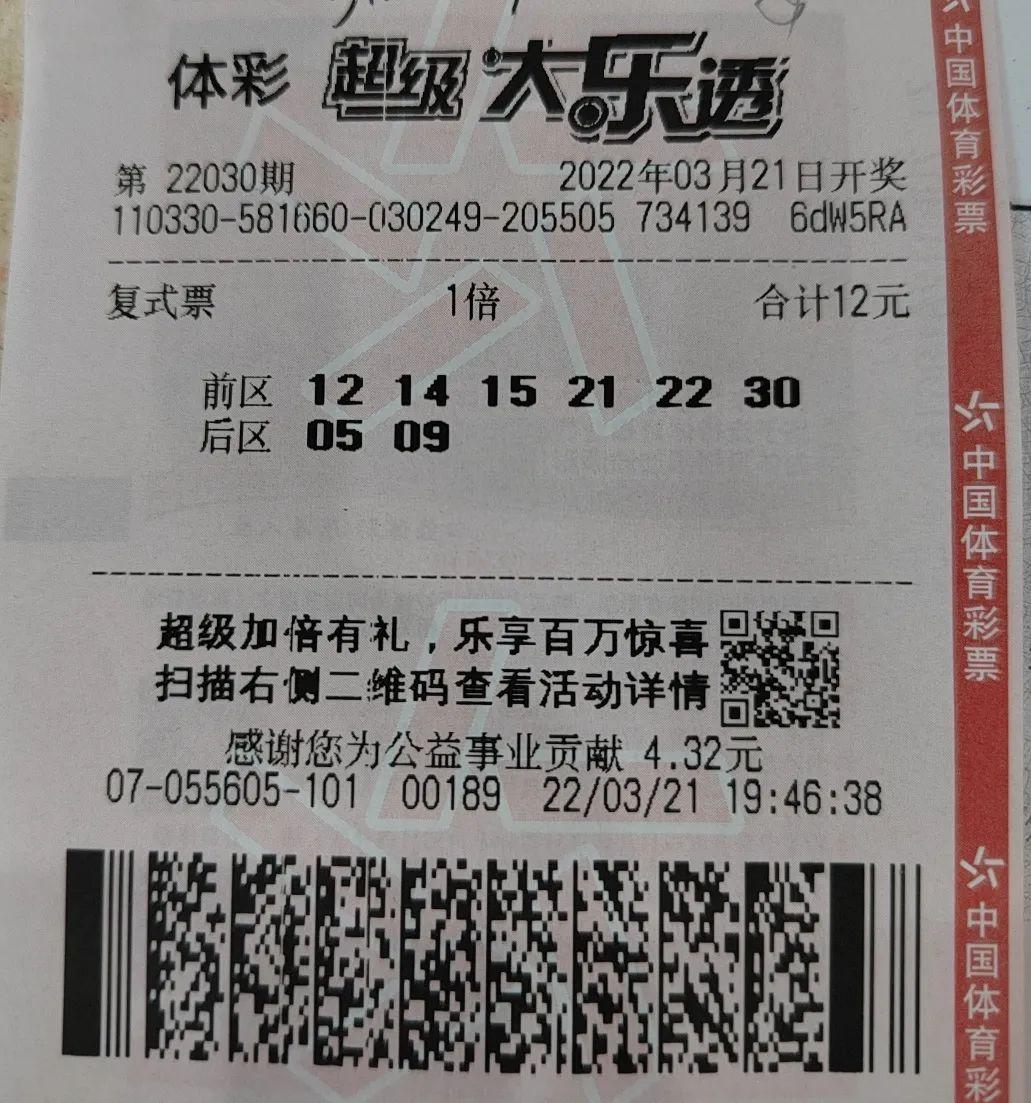 体彩 超级大乐透
第 22030期 2022年03月21日开奖
110330-581660-030249-205505 734139 6dW5RA
复式票 1倍 合计12元
前区 12 14 15 21 22 30
后区 05 09
超级加倍有礼，乐享百万惊喜
扫描右侧二维码查看活动详情
感谢您为公益事业贡献 4.32元
07-055605-101 00189 22/03/21 19:46:38
中国体育彩票
中国体育彩票
中国体育彩